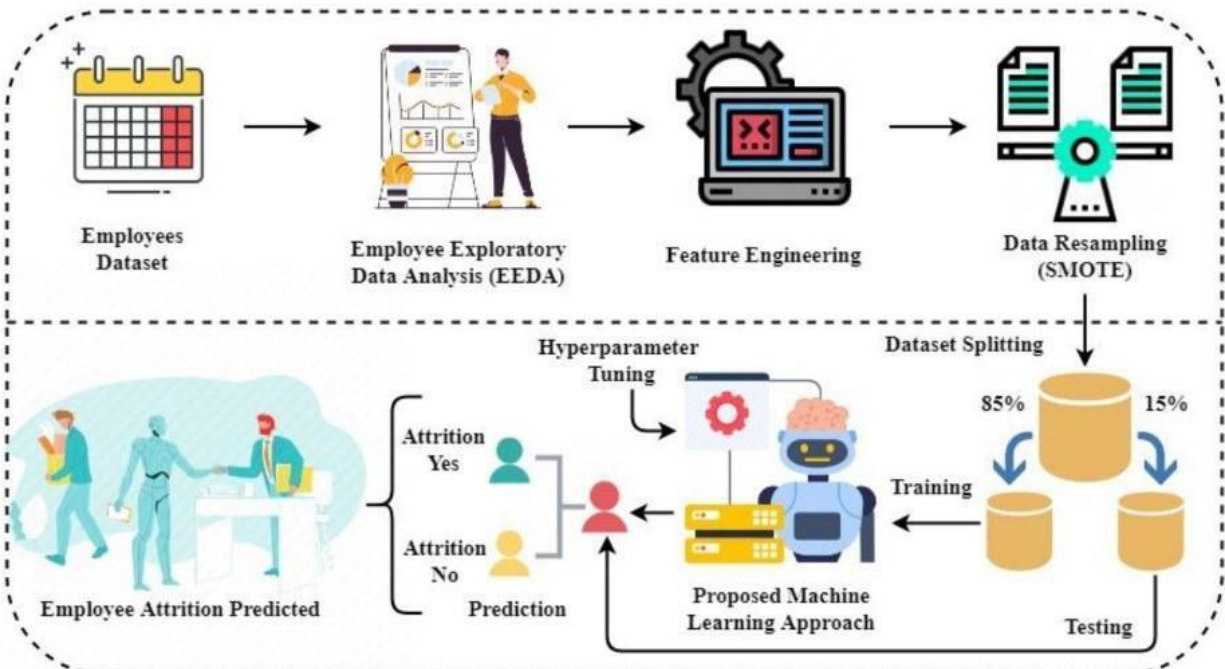 Employees
Dataset
Employee Exploratory
Data Analysis (EEDA)
Feature Engineering
Data Resampling
(SMOTE)
Dataset Splitting
85%
15%
Hyperparameter
Tuning
Training
Attrition
Yes
Attrition
No
Employee Attrition Predicted
Prediction
Proposed Machine
Learning Approach
Testing